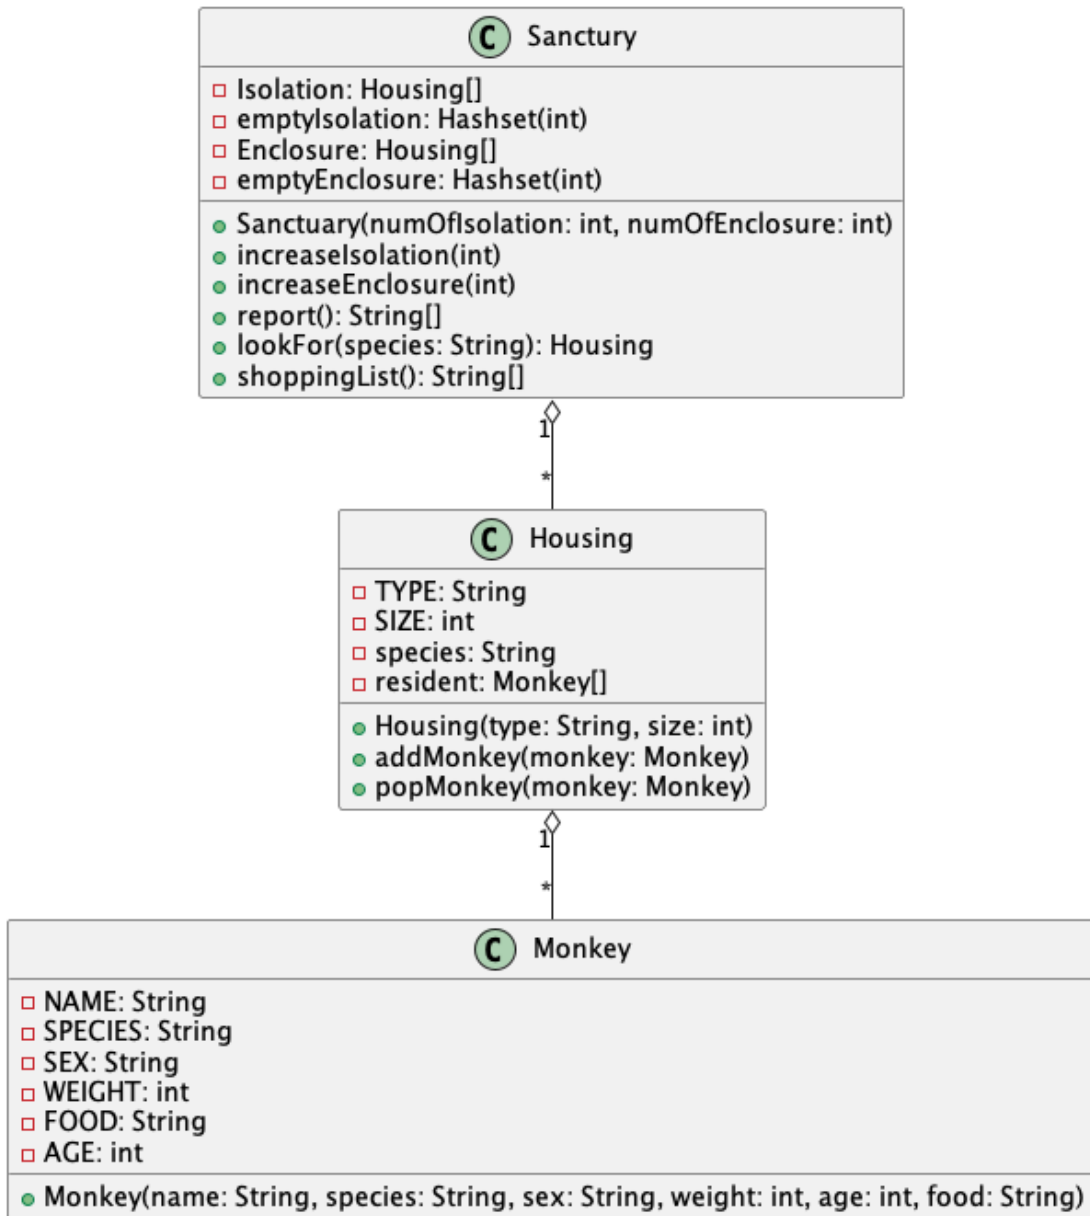 C Sanctury
Isolation: Housing[]
emptyIsolation: Hashset(int)
Enclosure: Housing[]
emptyEnclosure: Hashset(int)
Sanctuary(numOfIsolation: int, numOfEnclosure: int)
increaseIsolation(int)
increaseEnclosure(int)
report(): String[]
lookFor(species: String): Housing
shoppingList(): String[]
1
*
C Housing
TYPE: String
SIZE: int
species: String
resident: Monkey[]
Housing(type: String, size: int)
addMonkey(monkey: Monkey)
popMonkey(monkey: Monkey)
1
*
C Monkey
NAME: String
SPECIES: String
SEX: String
WEIGHT: int
FOOD: String
AGE: int
Monkey(name: String, species: String, sex: String, weight: int, age: int, food: String)